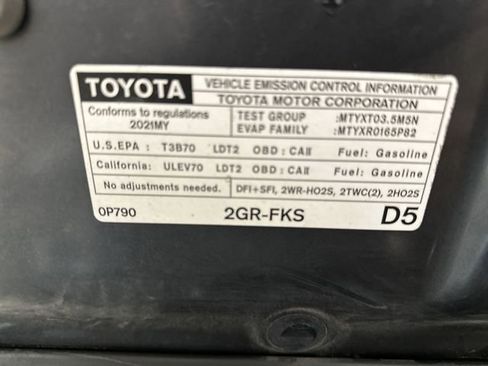 TOYOTA VEHICLE EMISSION CONTROL INFORMATION
TOYOTA MOTOR CORPORATION
Conforms to regulations
2021MY
TEST GROUP :MTYXT03.5M5N
EVAP FAMILY :MTYXR0165P82
U.S.EPA : T3B70 LDT2 OBD:CAII Fuel: Gasoline
California: ULEV70 LDT2 OBD:CAII Fuel: Gasoline
No adjustments needed. DFI+SFI, 2WR-HO2S, 2TWC(2), 2HO2S
0P790 2GR-FKS D5